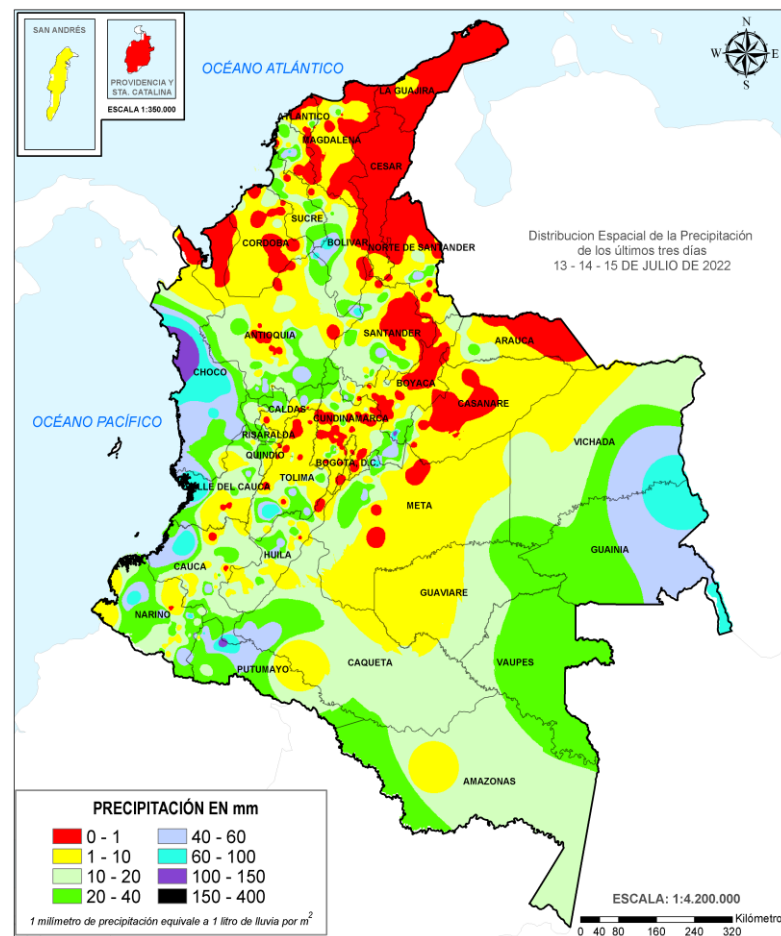 SAN ANDRÉS
PROVIDENCIA Y
STA. CATALINA
ESCALA 1:350.000
OCÉANO ATLÁNTICO
N
W
E
S
LA GUAJIRA
ATLANTICO
MAGDALENA
CESAR
SUCRE
CORDOBA
BOLIVAR
NORTE DE SANTANDER
Distribucion Espacial de la Precipitación
de los últimos tres días
13 - 14 - 15 DE JULIO DE 2022
ANTIOQUIA
SANTANDER
ARAUCA
CHOCO
BOYACA
OCÉANO PACÍFICO
CALDAS
CUNDINAMARCA
CASANARE
RISARALDA
VICHADA
QUINDIO
BOGOTA, D.C.
VALLE DEL CAUCA
TOLIMA
META
GUAINIA
CAUCA
HUILA
GUAVIARE
NARIÑO
CAQUETA
VAUPES
PUTUMAYO
AMAZONAS
PRECIPITACIÓN EN mm
0 - 1
40 - 60
1 - 10
60 - 100
10 - 20
100 - 150
20 - 40
150 - 400
1 milímetro de precipitación equivale a 1 litro de lluvia por m²
ESCALA: 1:4.200.000
Kilómetro
0 40 80 160 240 320